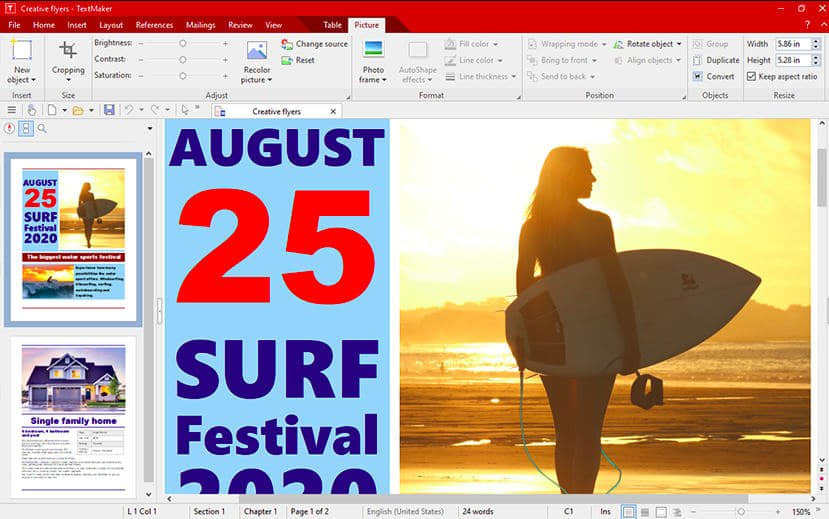 Creative flyers - TextMaker
File Home Insert Layout References Mailings Review View Table Picture
New object
Insert
Cropping
Size
Brightness:
Contrast:
Saturation:
Recolor picture
Change source
Reset
Adjust
Photo frame
AutoShape effects
Fill color
Line color
Line thickness
Format
Wrapping mode
Bring to front
Send to back
Rotate object
Align objects
Position
Group
Duplicate
Convert
Objects
Width 5.86 in
Height 5.28 in
Keep aspect ratio
Resize
Creative flyers
AUGUST
25
SURF
Festival
2020
The biggest water sports festival
Single family home
AUGUST
25
SURF
Festival
2020
L 1 Col 1 Section 1 Chapter 1 Page 1 of 2 English (United States) 24 words C1 Ins 150%